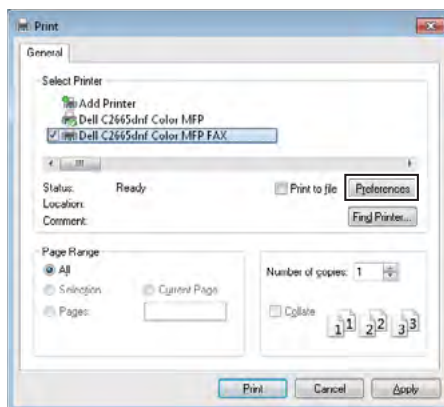 Print
General
Select Printer
Add Printer
Dell C2665dnf Color MFP
Dell C2665dnf Color MFP FAX
Status: Ready
Print to file
Preferences
Location:
Comment:
Find Printer...
Page Range
All
Selection
Current Page
Pages:
Number of copies: 1
Collate
1 1 2 2 3 3
Print
Cancel
Apply